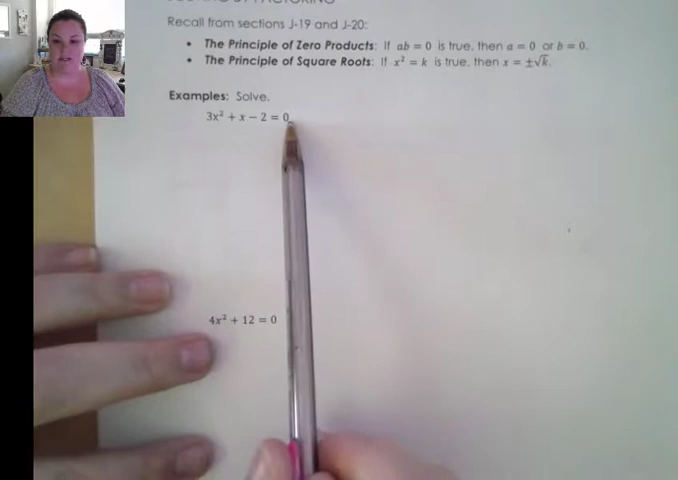 Recall from sections J-19 and J-20:
• The Principle of Zero Products: If ab = 0 is true, then a = 0 or b = 0.
• The Principle of Square Roots: If x² = k is true, then x = ±√k.
Examples: Solve.
3x² + x − 2 = 0
4x² + 12 = 0